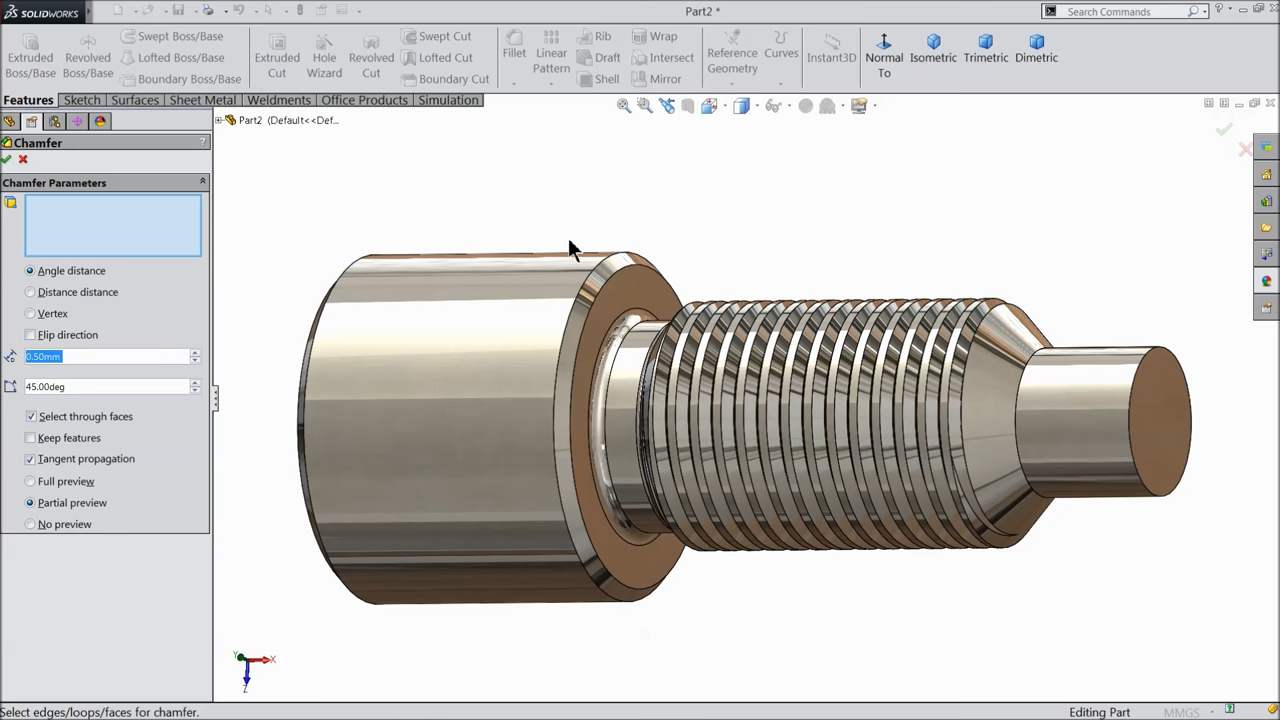 SOLIDWORKS
Part2 *
Search Commands
Extruded Boss/Base
Revolved Boss/Base
Swept Boss/Base
Lofted Boss/Base
Boundary Boss/Base
Extruded Cut
Hole Wizard
Revolved Cut
Swept Cut
Lofted Cut
Boundary Cut
Fillet
Linear Pattern
Rib
Draft
Shell
Wrap
Intersect
Mirror
Reference Geometry
Curves
Instant3D
Normal To
Isometric
Trimetric
Dimetric
Features
Sketch
Surfaces
Sheet Metal
Weldments
Office Products
Simulation
Part2 (Default<<Def...
Chamfer
?
Chamfer Parameters
Angle distance
Distance distance
Vertex
Flip direction
0.50mm
45.00deg
Select through faces
Keep features
Tangent propagation
Full preview
Partial preview
No preview
Y
X
Z
Select edges/loops/faces for chamfer.
Editing Part
MMGS